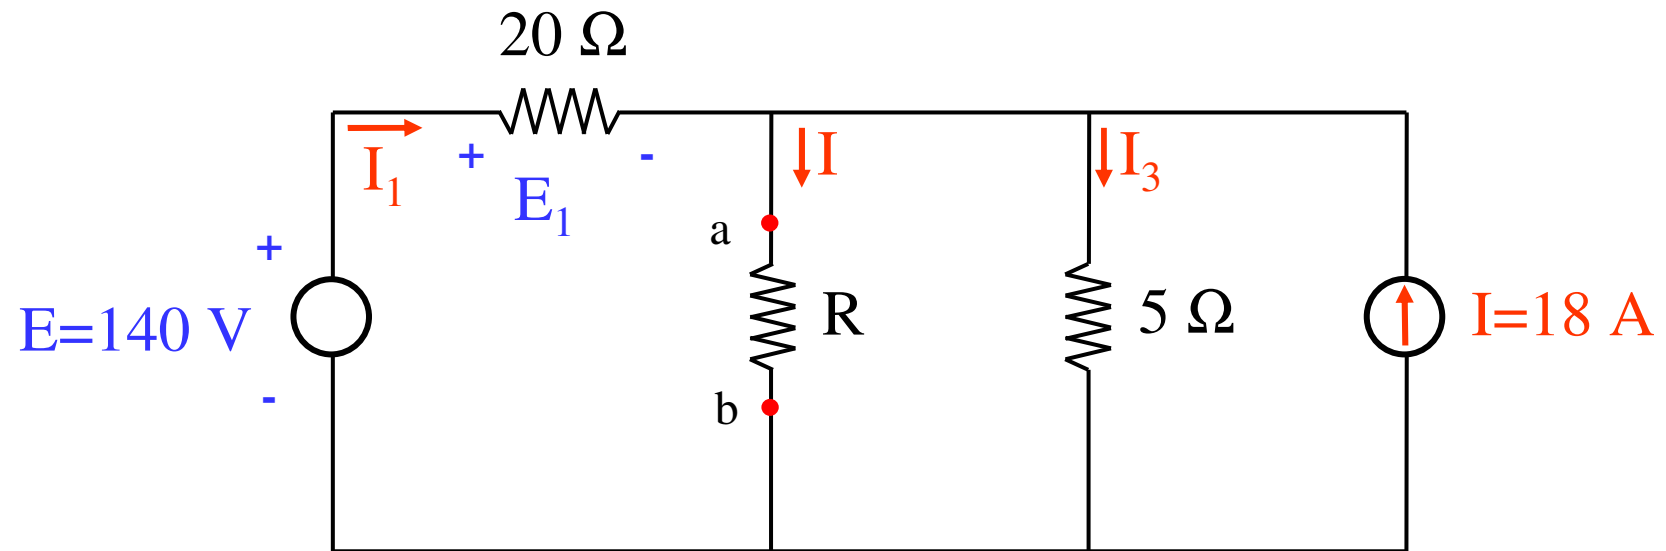 20 Ω
I₁
+ -
E₁
I
I₃
a
+
E=140 V
-
R
5 Ω
I=18 A
b